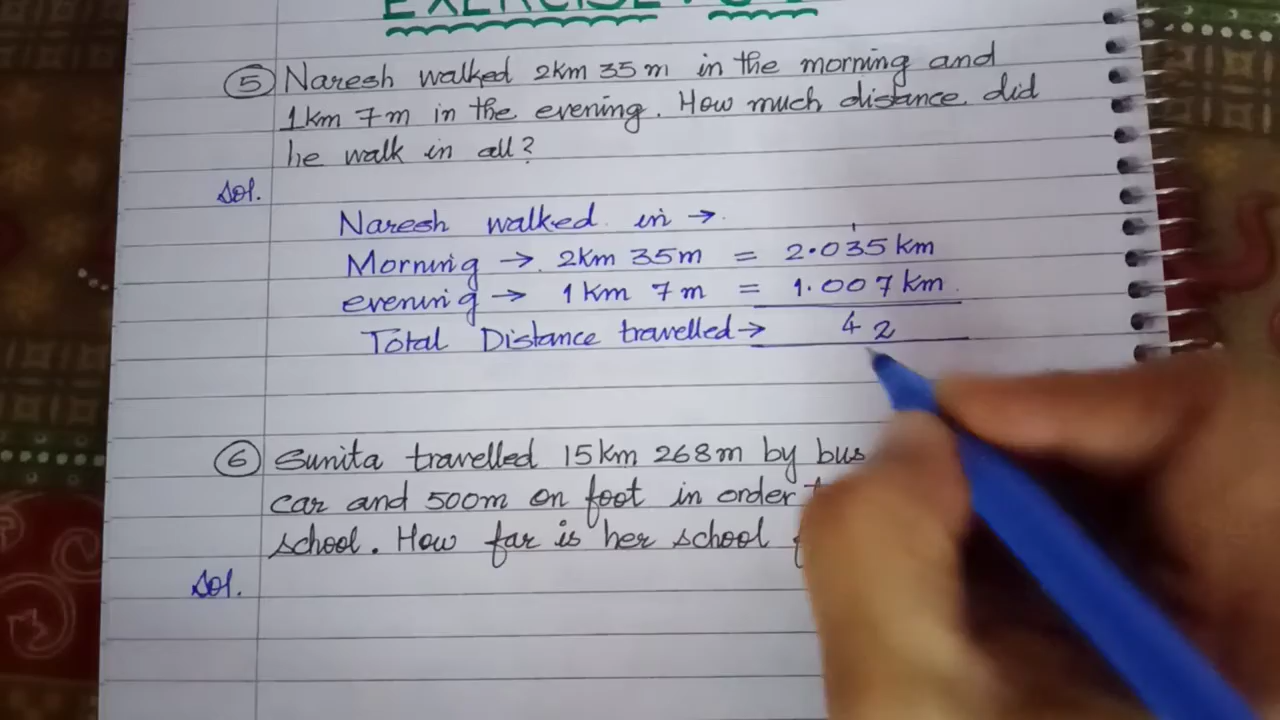 ⑤ Naresh walked 2km 35m in the morning and
1km 7m in the evening. How much distance did
he walk in all?
Sol.
Naresh walked in →
1
Morning → 2km 35m = 2.035 km
evening → 1 km 7 m = 1.007 km
Total Distance travelled → 42
⑥ Sunita travelled 15km 268m by bus
car and 500m on foot in order
school. How far is her school
Sol.